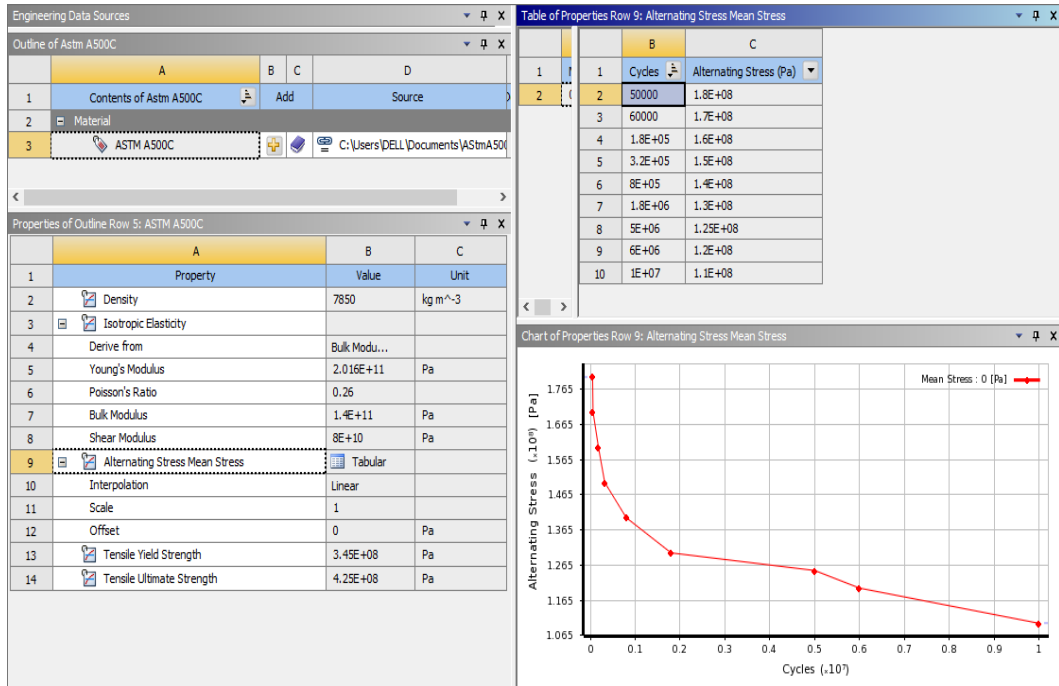 Engineering Data Sources
Outline of Astm A500C
A B C D
1 Contents of Astm A500C Add Source
2 Material
3 ASTM A500C C:\Users\DELL\Documents\AStmA500
Properties of Outline Row 5: ASTM A500C
A B C
1 Property Value Unit
2 Density 7850 kg m^-3
3 Isotropic Elasticity
4 Derive from Bulk Modu...
5 Young's Modulus 2.016E+11 Pa
6 Poisson's Ratio 0.26
7 Bulk Modulus 1.4E+11 Pa
8 Shear Modulus 8E+10 Pa
9 Alternating Stress Mean Stress Tabular
10 Interpolation Linear
11 Scale 1
12 Offset 0 Pa
13 Tensile Yield Strength 3.45E+08 Pa
14 Tensile Ultimate Strength 4.25E+08 Pa
Table of Properties Row 9: Alternating Stress Mean Stress
1
2
B C
1 Cycles Alternating Stress (Pa)
2 50000 1.8E+08
3 60000 1.7E+08
4 1.8E+05 1.6E+08
5 3.2E+05 1.5E+08
6 8E+05 1.4E+08
7 1.8E+06 1.3E+08
8 5E+06 1.25E+08
9 6E+06 1.2E+08
10 1E+07 1.1E+08
Chart of Properties Row 9: Alternating Stress Mean Stress
Mean Stress : 0 [Pa]
Alternating Stress (x10⁸) [Pa]
1.765
1.665
1.565
1.465
1.365
1.265
1.165
1.065
0 0.1 0.2 0.3 0.4 0.5 0.6 0.7 0.8 0.9 1
Cycles (x10⁷)